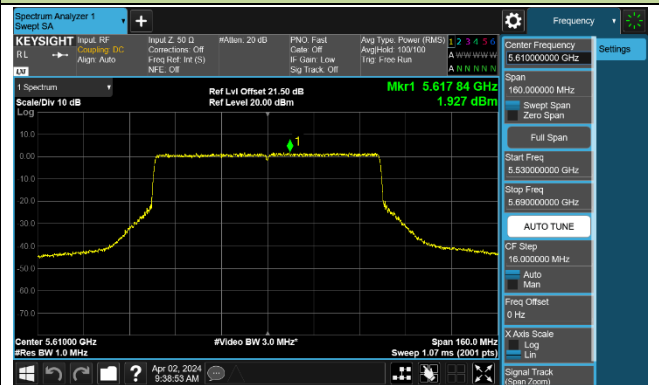 Spectrum Analyzer 1
Swept SA
Frequency
KEYSIGHT
RL
LXI
Input: RF
Coupling: DC
Align: Auto
Input Z: 50 Ω
Corrections: Off
Freq Ref: Int (S)
NFE: Off
#Atten: 20 dB
PNO: Fast
Gate: Off
IF Gain: Low
Sig Track: Off
Avg Type: Power (RMS)
Avg|Hold: 100/100
Trig: Free Run
1 2 3 4 5 6
A W W W W W
A N N N N N
1 Spectrum
Scale/Div 10 dB
Log
Ref Lvl Offset 21.50 dB
Ref Level 20.00 dBm
Mkr1 5.617 84 GHz
1.927 dBm
1
10.0
0.00
-10.0
-20.0
-30.0
-40.0
-50.0
-60.0
-70.0
Center 5.61000 GHz
#Res BW 1.0 MHz
#Video BW 3.0 MHz*
Span 160.0 MHz
Sweep 1.07 ms (2001 pts)
Apr 02, 2024
9:38:53 AM
Center Frequency
5.610000000 GHz
Settings
Span
160.000000 MHz
Swept Span
Zero Span
Full Span
Start Freq
5.530000000 GHz
Stop Freq
5.690000000 GHz
AUTO TUNE
CF Step
16.000000 MHz
Auto
Man
Freq Offset
0 Hz
X Axis Scale
Log
Lin
Signal Track
(Span Zoom)